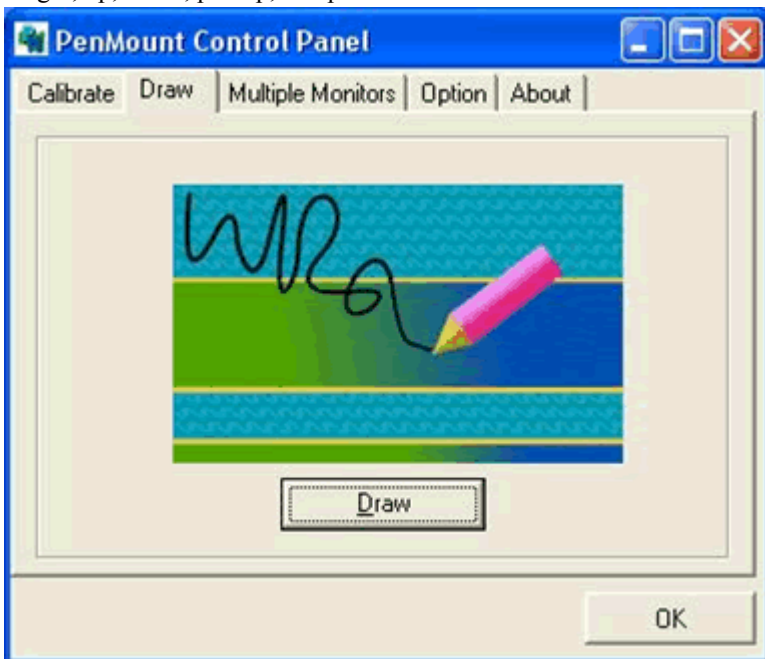 PenMount Control Panel
Calibrate Draw Multiple Monitors Option About
Draw
OK